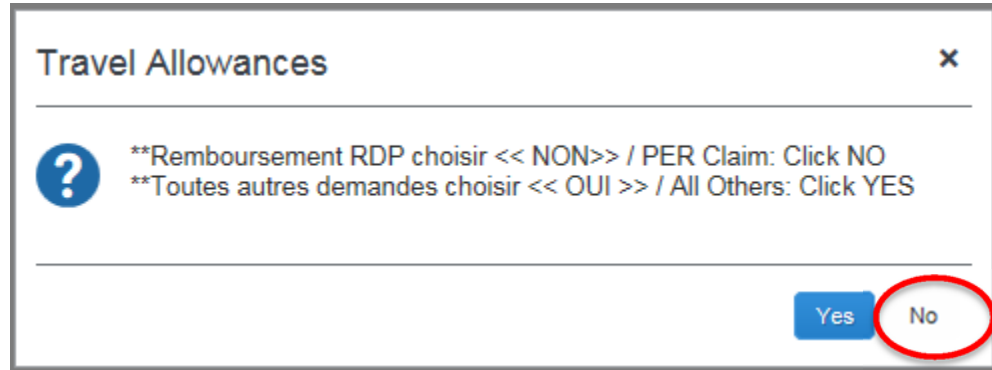 Travel Allowances ×
**Remboursement RDP choisir << NON>> / PER Claim: Click NO
**Toutes autres demandes choisir << OUI >> / All Others: Click YES
Yes No